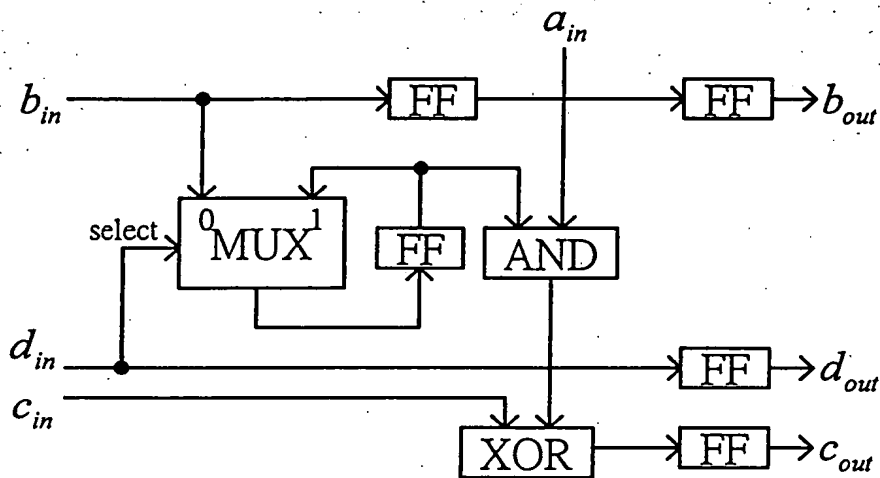 a_in
b_in FF FF b_out
0 MUX 1
select
FF AND
d_in FF d_out
c_in
XOR FF c_out